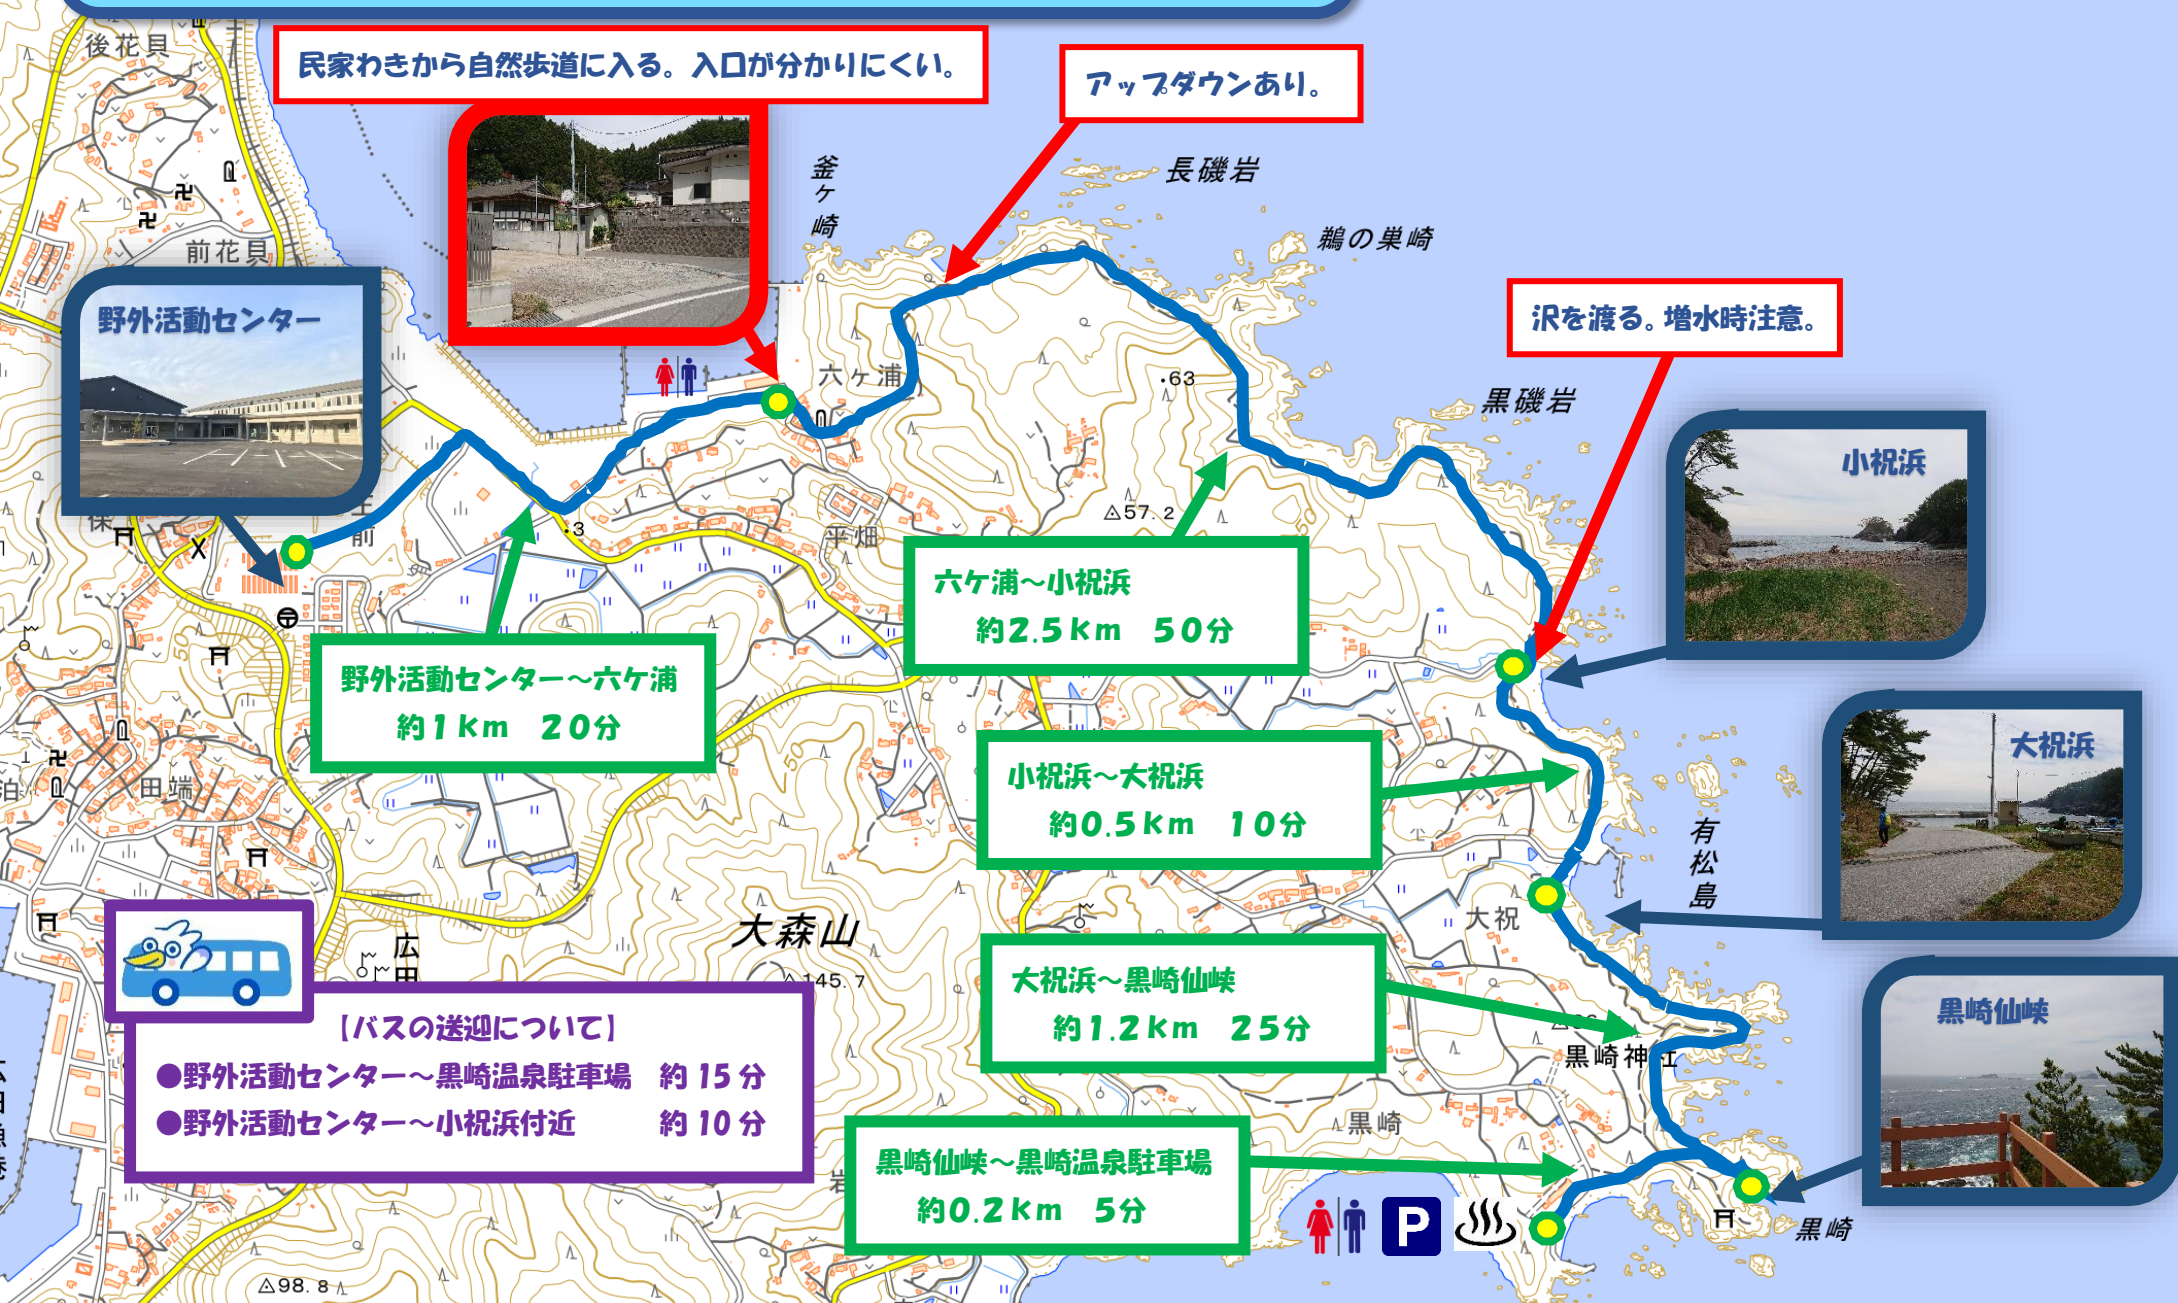 民家わきから自然歩道に入る。入口が分かりにくい。
アップダウンあり。
後花貝
前花貝
釜ヶ崎
長磯岩
鵜の巣崎
野外活動センター
沢を渡る。増水時注意。
六ヶ浦
・63
黒磯岩
小祝浜
△57.2
・3
前
平畑
六ケ浦～小祝浜
約2.5km 50分
野外活動センター～六ケ浦
約1km 20分
小祝浜～大祝浜
約0.5km 10分
大祝浜
田端
泊
有松島
大祝
大森山
145.7
広田
大祝浜～黒崎仙峡
約1.2km 25分
黒崎仙峡
黒崎神社
【バスの送迎について】
●野外活動センター～黒崎温泉駐車場 約15分
●野外活動センター～小祝浜付近 約10分
黒崎
黒崎仙峡～黒崎温泉駐車場
約0.2km 5分
P
黒崎
△98.8
50
50
50